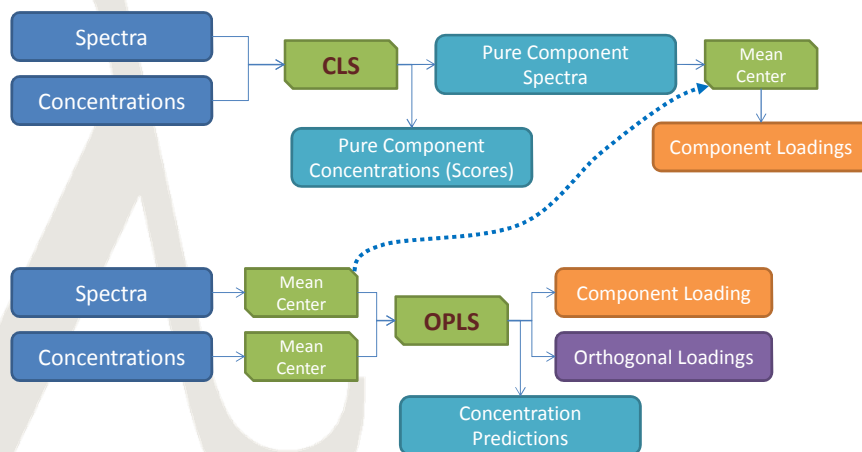 Spectra
Concentrations
CLS
Pure Component
Spectra
Mean
Center
Pure Component
Concentrations (Scores)
Component Loadings
Spectra
Mean
Center
Concentrations
Mean
Center
OPLS
Component Loading
Orthogonal Loadings
Concentration
Predictions